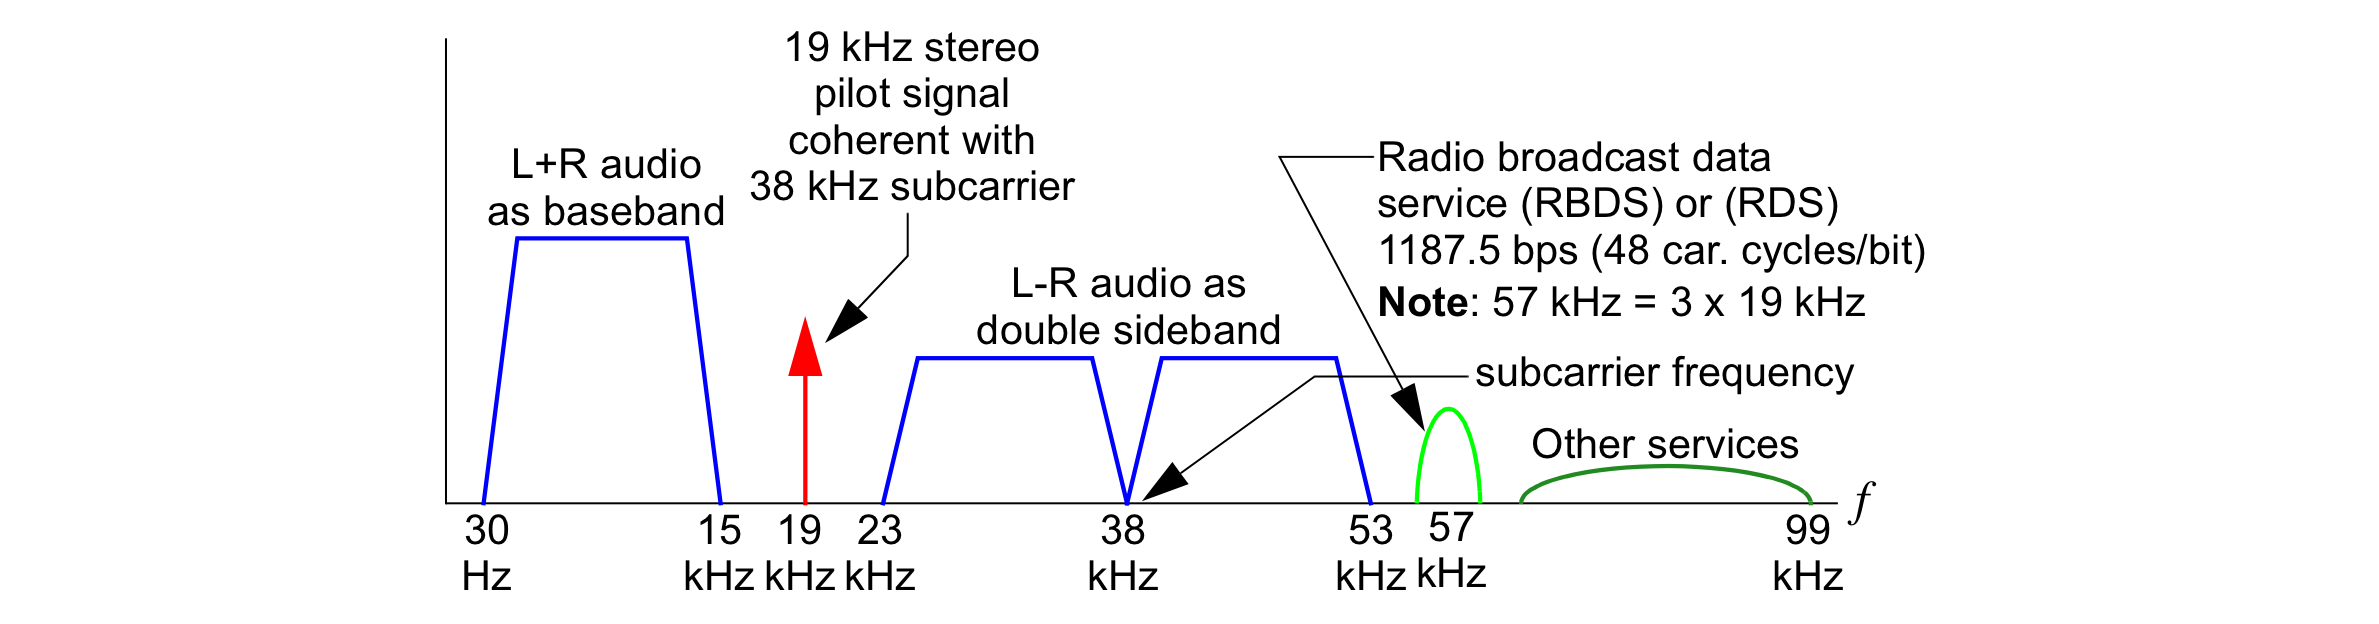 19 kHz stereo
pilot signal
coherent with
38 kHz subcarrier
L+R audio
as baseband
Radio broadcast data
service (RBDS) or (RDS)
1187.5 bps (48 car. cycles/bit)
Note: 57 kHz = 3 x 19 kHz
L-R audio as
double sideband
subcarrier frequency
Other services
f
30
Hz
15
kHz
19
kHz
23
kHz
38
kHz
53
kHz
57
kHz
99
kHz